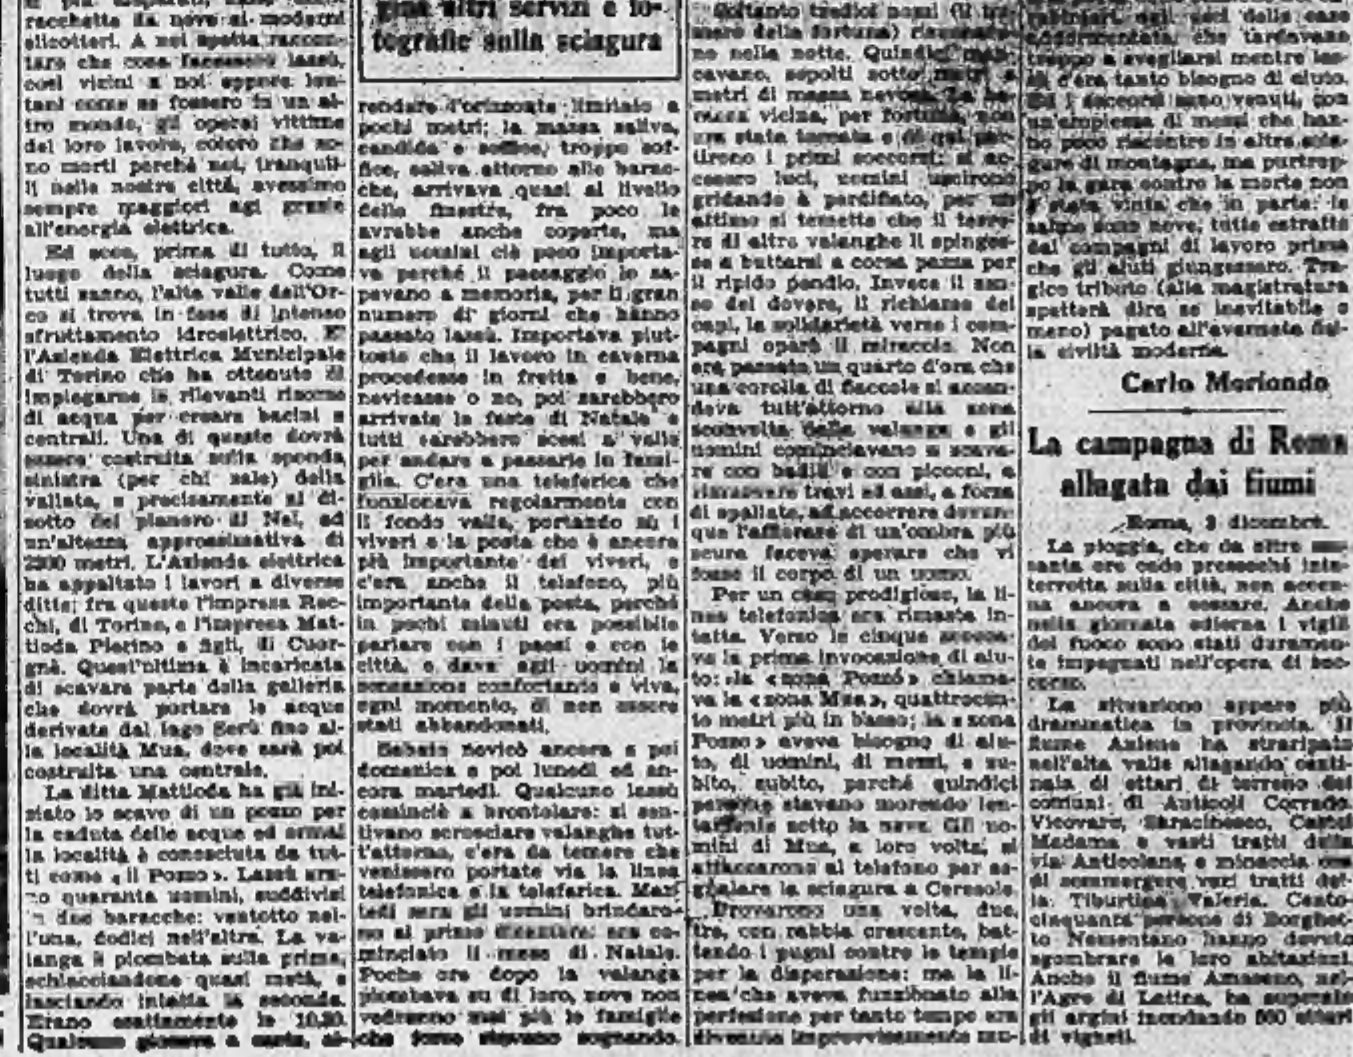 racchetta da neve ai moderni
elicotteri. A noi spetta raccon-
tare che cosa facessero lassù,
così vicini a noi eppure lon-
tani come se fossero in un al-
tro mondo, gli operai vittime
del loro lavoro, coloro che so-
no morti perché noi, tranquil-
li nelle nostre città, avessimo
sempre maggiori agi grazie
all'energia elettrica.
Ed ecco, prima di tutto, il
luogo della sciagura. Come
tutti sanno, l'alta valle dell'Or-
co si trova in fase di intenso
sfruttamento idroelettrico. E'
l'Azienda Elettrica Municipale
di Torino che ha ottenuto di
impiegarne le rilevanti risorse
di acqua per creare bacini e
centrali. Una di queste dovrà
essere costruita sulla sponda
sinistra (per chi sale) della
vallata, e precisamente al di-
sotto del pianoro di Nel, ad
un'altezza approssimativa di
2300 metri. L'Azienda elettrica
ha appaltato i lavori a diverse
ditte; fra queste l'impresa Rec-
chi, di Torino, e l'impresa Mat-
tioda Pierino e figli, di Cuor-
gnè. Quest'ultima è incaricata
di scavare parte della galleria
che dovrà portare le acque
derivate dal lago Serù fino al-
la località Mua, dove sarà poi
costruita una centrale.
La ditta Mattioda ha già ini-
ziato lo scavo di un pozzo per
la caduta delle acque ed ormai
la località è conosciuta da tut-
ti come « il Pozzo ». Lassù era-
no quaranta uomini, suddivisi
in due baracche: ventotto nel-
l'una, dodici nell'altra. La va-
langa è piombata sulla prima,
schiacciandone quasi metà, e
lasciando intatta la seconda.
Erano esattamente le 10.30.
Qualcuno giocava a carte, al-
gina altri servizi e fo-
tografie sulla sciagura
rendere l'orizzonte limitato a
pochi metri; la massa saliva,
candida e soffice, troppo sof-
fice, saliva attorno alle barac-
che, arrivava quasi al livello
delle finestre, fra poco le
avrebbe anche coperte, ma
agli uomini ciò poco importa-
va perché il paesaggio lo sa-
pevano a memoria, per il gran
numero di giorni che hanno
passato lassù. Importava piut-
tosto che il lavoro in caverna
procedesse in fretta e bene,
nevicasse o no, poi sarebbero
arrivate le feste di Natale e
tutti sarebbero scesi a valle
per andare a passarle in fami-
glia. C'era una teleferica che
funzionava regolarmente con
il fondo valle, portando su i
viveri e la posta che è ancora
più importante dei viveri, e
c'era anche il telefono, più
importante della posta, perché
in pochi minuti era possibile
parlare con i paesi e con le
città, e dava agli uomini la
sensazione confortante e viva,
ogni momento, di non essere
stati abbandonati.
Sabato nevicò ancora e poi
domenica e poi lunedì ed an-
cora martedì. Qualcuno lassù
cominciò a brontolare: si sen-
tivano scrosciare valanghe tut-
t'attorno, c'era da temere che
venissero portate via la linea
telefonica e la teleferica. Mar-
tedì sera gli uomini brindaro-
no al primo dicembre: era co-
minciato il mese di Natale.
Poche ore dopo la valanga
piombava su di loro, nove non
vedranno mai più le famiglie
che forse stavano sognando.
Soltanto tredici
nero della fortuna)
no nella notte. Quindici man-
cavano, sepolti sotto metri e
metri di massa nevosa. La ba-
racca vicina, per fortuna, non
era stata toccata e di qui par-
tirono i primi soccorsi: si ac-
cesero luci, uomini uscirono
gridando a perdifiato, per un
attimo si temette che il terro-
re di altre valanghe li spinges-
se a buttarsi a corsa pazza per
il ripido pendio. Invece il sen-
so del dovere, il richiamo dei
capi, la solidarietà verso i com-
pagni operò il miracolo. Non
era passato un quarto d'ora che
una corolla di fiaccole si accen-
deva tutt'attorno alla zona
sconvolta dalla valanga e gli
uomini cominciavano a scava-
re con badili e con picconi, a
rimuovere travi ed assi, a forza
di spallate, ad accorrere dovun-
que l'affiorare di un'ombra più
scura faceva sperare che vi
fosse il corpo di un uomo.
Per un caso prodigioso, la li-
nea telefonica era rimasta in-
tatta. Verso le cinque
va la prima invocazione di aiu-
to: la « zona Pozzo » chiama-
va la « zona Mua », quattrocen-
to metri più in basso; la « zona
Pozzo » aveva bisogno di aiu-
to, di uomini, di mezzi, e su-
bito, subito, perché quindici
persone stavano morendo len-
tamente sotto la neve. Gli uo-
mini di Mua, a loro volta, si
attaccarono al telefono per se-
gnalare la sciagura a Ceresole.
Provarono una volta, due,
tre, con rabbia crescente, bat-
tendo i pugni contro le tempie
per la disperazione: ma la li-
nea che aveva funzionato alla
perfezione per tanto tempo era
divenuta improvvisamente mu-
rabinieri agli usci delle case
addormentate, che tardavano
troppo a svegliarsi mentre las-
sù c'era tanto bisogno di aiuto.
Ed i soccorsi sono venuti, con
un'ampiezza di mezzi che han-
no poco riscontro in altre scia-
gure di montagna, ma purtrop-
po la gara contro la morte non
è stata vinta che in parte: le
salme sono nove, tutte estratte
dai compagni di lavoro prima
che gli aiuti giungessero. Tra-
gico tributo (alla magistratura
spetterà dire se inevitabile o
meno) pagato all'avanzata del-
la civiltà moderna.
Carlo Moriondo
La campagna di Roma
allagata dai fiumi
Roma, 3 dicembre.
La pioggia, che da oltre ses-
santa ore cade pressoché inin-
terrotta sulla città, non accen-
na ancora a cessare. Anche
nella giornata odierna i vigili
del fuoco sono stati duramen-
te impegnati nell'opera di soc-
corso.
La situazione appare più
drammatica in provincia. Il
fiume Aniene ha straripato
nell'alta valle allagando centi-
naia di ettari di terreno dei
comuni di Anticoli Corrado,
Vicovaro, Saracinesco, Castel
Madama e vasti tratti della
via Anticolana, e minaccia ora
di sommergere vari tratti del-
la Tiburtina Valeria. Cento-
cinquanta persone di Borghet-
to Nomentano hanno dovuto
sgombrare le loro abitazioni.
Anche il fiume Amaseno, nel-
l'Agro di Latina, ha superato
gli argini inondando 600 ettari
di vigneti.